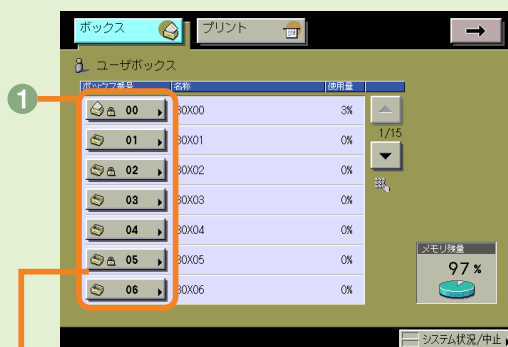 ボックス プリント
ユーザボックス
ボックス番号 名称 使用量
1
00 BOX00 3%
01 BOX01 0%
1/15
02 BOX02 0%
03 BOX03 0%
04 BOX04 0%
メモリ残量
05 BOX05 0%
97%
06 BOX06 0%
システム状況/中止